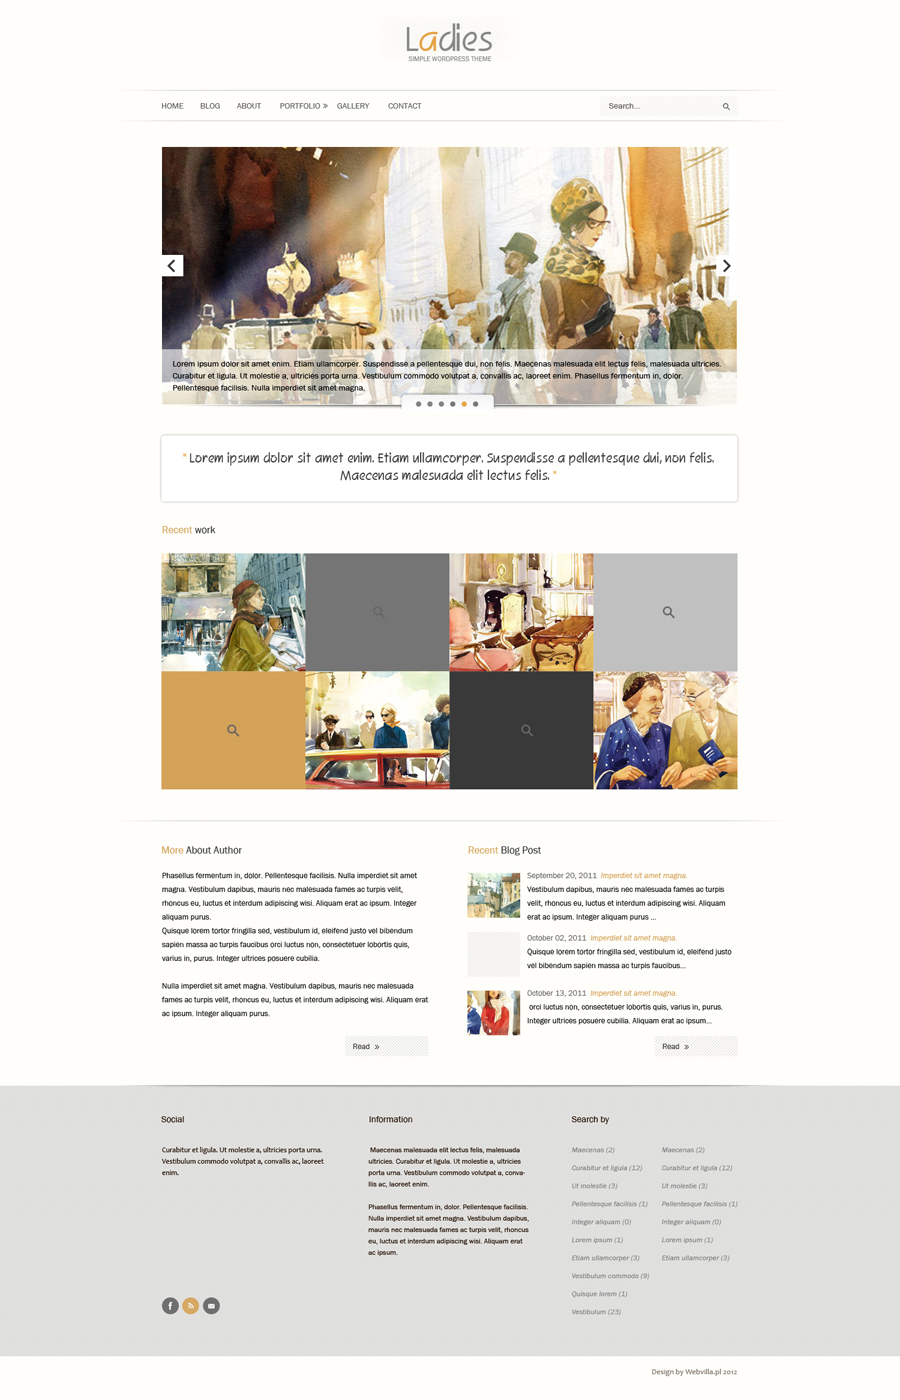 Ladies
SIMPLE WORDPRESS THEME
HOME BLOG ABOUT PORTFOLIO » GALLERY CONTACT Search...
Lorem ipsum dolor sit amet enim. Etiam ullamcorper. Suspendisse a pellentesque dui, non felis. Maecenas malesuada elit lectus felis, malesuada ultricies.
Curabitur et ligula. Ut molestie a, ultricies porta urna. Vestibulum commodo volutpat a, convallis ac, laoreet enim. Phasellus fermentum in, dolor.
Pellentesque facilisis. Nulla imperdiet sit amet magna.
" Lorem ipsum dolor sit amet enim. Etiam ullamcorper. Suspendisse a pellentesque dui, non felis.
Maecenas malesuada elit lectus felis. "
Recent work
More About Author
Phasellus fermentum in, dolor. Pellentesque facilisis. Nulla imperdiet sit amet
magna. Vestibulum dapibus, mauris nec malesuada fames ac turpis velit,
rhoncus eu, luctus et interdum adipiscing wisi. Aliquam erat ac ipsum. Integer
aliquam purus.
Quisque lorem tortor fringilla sed, vestibulum id, eleifend justo vel bibendum
sapien massa ac turpis faucibus orci luctus non, consectetuer lobortis quis,
varius in, purus. Integer ultrices posuere cubilia.
Nulla imperdiet sit amet magna. Vestibulum dapibus, mauris nec malesuada
fames ac turpis velit, rhoncus eu, luctus et interdum adipiscing wisi. Aliquam erat
ac ipsum. Integer aliquam purus.
Read »
Recent Blog Post
September 20, 2011 Imperdiet sit amet magna.
Vestibulum dapibus, mauris nec malesuada fames ac turpis
velit, rhoncus eu, luctus et interdum adipiscing wisi. Aliquam
erat ac ipsum. Integer aliquam purus ...
October 02, 2011 Imperdiet sit amet magna.
Quisque lorem tortor fringilla sed, vestibulum id, eleifend justo
vel bibendum sapien massa ac turpis faucibus...
October 13, 2011 Imperdiet sit amet magna.
orci luctus non, consectetuer lobortis quis, varius in, purus.
Integer ultrices posuere cubilia. Aliquam erat ac ipsum...
Read »
Social
Curabitur et ligula. Ut molestie a, ultricies porta urna.
Vestibulum commodo volutpat a, convallis ac, laoreet
enim.
Information
Maecenas malesuada elit lectus felis, malesuada
ultricies. Curabitur et ligula. Ut molestie a, ultricies
porta urna. Vestibulum commodo volutpat a, conva-
llis ac, laoreet enim.
Phasellus fermentum in, dolor. Pellentesque facilisis.
Nulla imperdiet sit amet magna. Vestibulum dapibus,
mauris nec malesuada fames ac turpis velit, rhoncus
eu, luctus et interdum adipiscing wisi. Aliquam erat
ac ipsum.
Search by
Maecenas (2) Maecenas (2)
Curabitur et ligula (12) Curabitur et ligula (12)
Ut molestie (3) Ut molestie (3)
Pellentesque facilisis (1) Pellentesque facilisis (1)
Integer aliquam (0) Integer aliquam (0)
Lorem ipsum (1) Lorem ipsum (1)
Etiam ullamcorper (3) Etiam ullamcorper (3)
Vestibulum commodo (9)
Quisque lorem (1)
Vestibulum (23)
Design by Webvilla.pl 2012